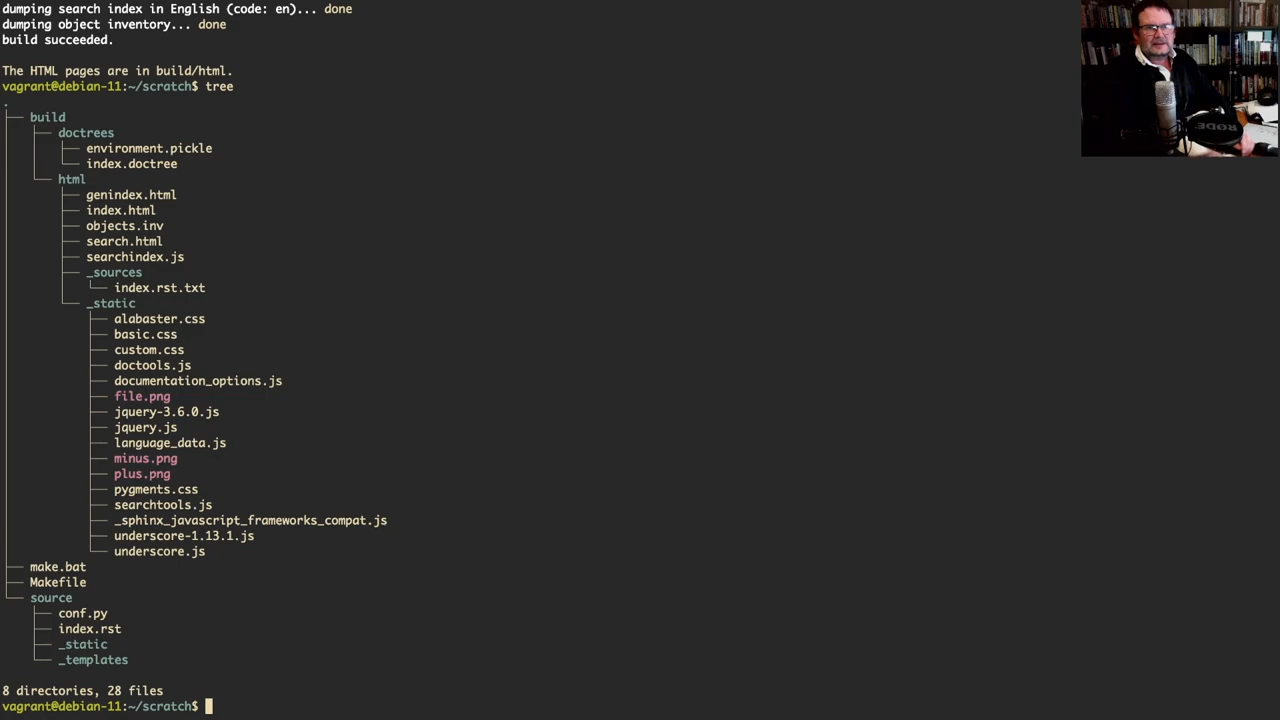 dumping search index in English (code: en)... done
dumping object inventory... done
build succeeded.
The HTML pages are in build/html.
vagrant@debian-11:~/scratch$ tree
.
├── build
│   ├── doctrees
│   │   ├── environment.pickle
│   │   └── index.doctree
│   └── html
│       ├── genindex.html
│       ├── index.html
│       ├── objects.inv
│       ├── search.html
│       ├── searchindex.js
│       ├── _sources
│       │   └── index.rst.txt
│       └── _static
│           ├── alabaster.css
│           ├── basic.css
│           ├── custom.css
│           ├── doctools.js
│           ├── documentation_options.js
│           ├── file.png
│           ├── jquery-3.6.0.js
│           ├── jquery.js
│           ├── language_data.js
│           ├── minus.png
│           ├── plus.png
│           ├── pygments.css
│           ├── searchtools.js
│           ├── _sphinx_javascript_frameworks_compat.js
│           ├── underscore-1.13.1.js
│           └── underscore.js
├── make.bat
├── Makefile
└── source
    ├── conf.py
    ├── index.rst
    ├── _static
    └── _templates
8 directories, 28 files
vagrant@debian-11:~/scratch$
RODE